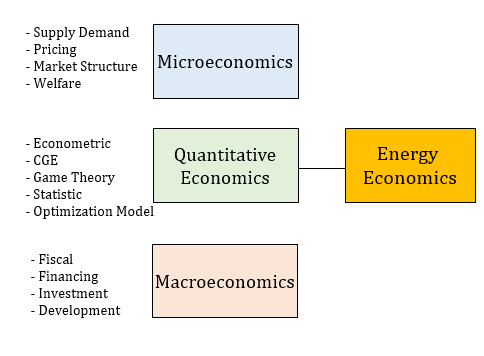 - Supply Demand
- Pricing
- Market Structure
- Welfare
Microeconomics
- Econometric
- CGE
- Game Theory
- Statistic
- Optimization Model
Quantitative
Economics
Energy
Economics
- Fiscal
- Financing
- Investment
- Development
Macroeconomics